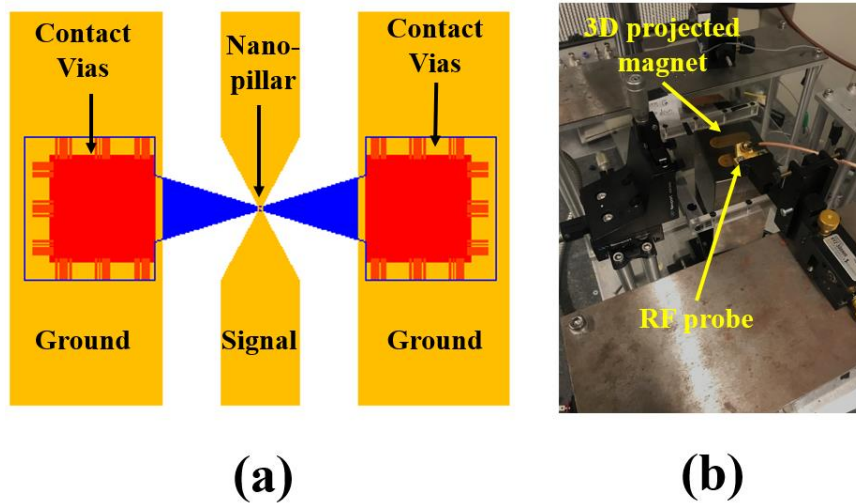 Contact
Vias
Nano-
pillar
Contact
Vias
Ground
Signal
Ground
(a)
3D projected
magnet
RF probe
(b)